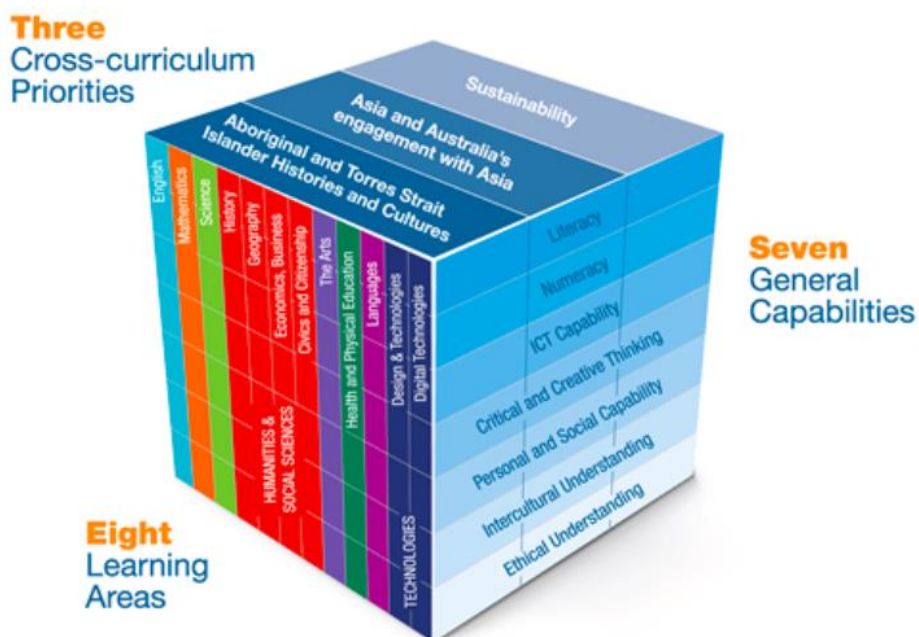 Three
Cross-curriculum
Priorities
Sustainability
Asia and Australia's
engagement with Asia
Aboriginal and Torres Strait
Islander Histories and Cultures
English
Mathematics
Science
History
Geography
Economics, Business
Civics and Citizenship
The Arts
Health and Physical Education
Languages
Design & Technologies
Digital Technologies
HUMANITIES &
SOCIAL SCIENCES
TECHNOLOGIES
Literacy
Numeracy
ICT Capability
Critical and Creative Thinking
Personal and Social Capability
Intercultural Understanding
Ethical Understanding
Seven
General
Capabilities
Eight
Learning
Areas